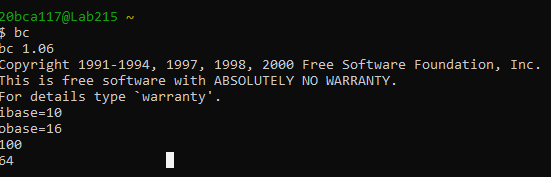 20bca117@Lab215 ~
$ bc
bc 1.06
Copyright 1991-1994, 1997, 1998, 2000 Free Software Foundation, Inc.
This is free software with ABSOLUTELY NO WARRANTY.
For details type `warranty'.
ibase=10
obase=16
100
64